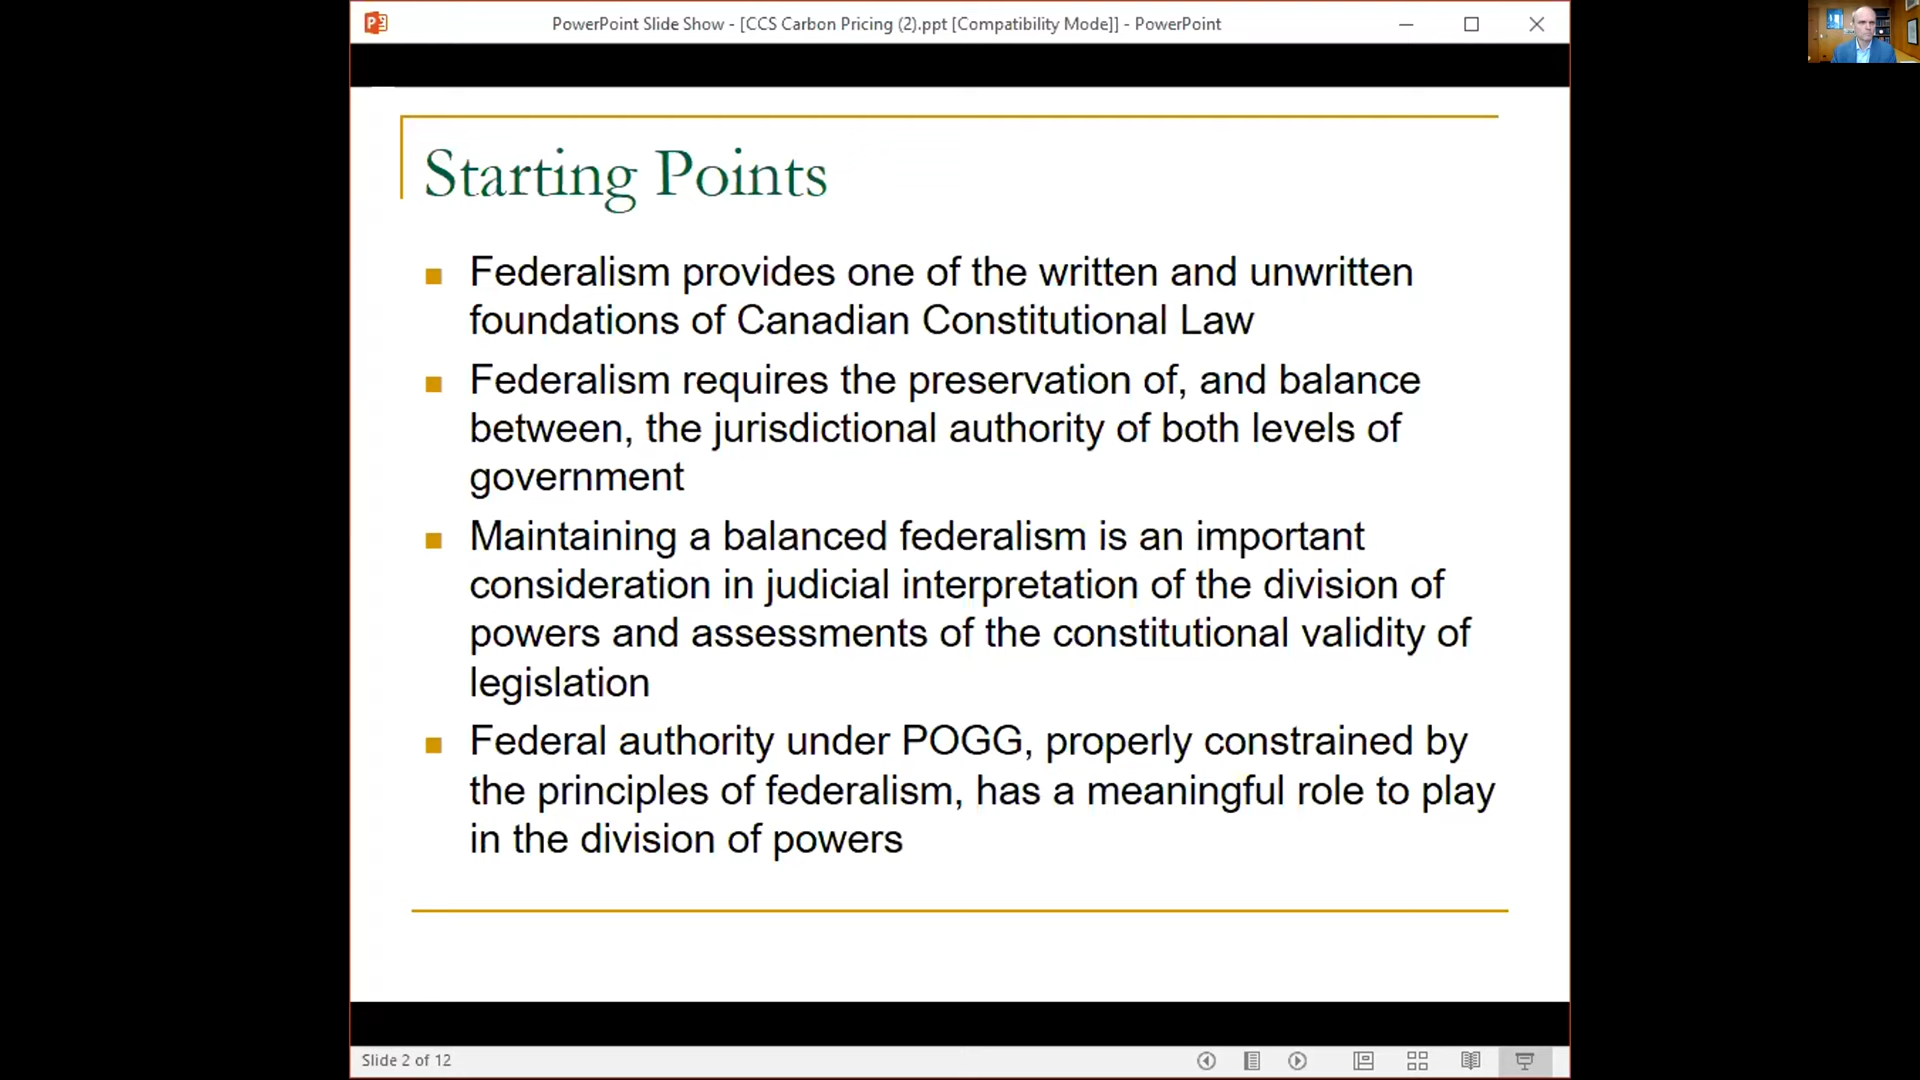 PowerPoint Slide Show - [CCS Carbon Pricing (2).ppt [Compatibility Mode]] - PowerPoint
Starting Points
Federalism provides one of the written and unwritten
foundations of Canadian Constitutional Law
Federalism requires the preservation of, and balance
between, the jurisdictional authority of both levels of
government
Maintaining a balanced federalism is an important
consideration in judicial interpretation of the division of
powers and assessments of the constitutional validity of
legislation
Federal authority under POGG, properly constrained by
the principles of federalism, has a meaningful role to play
in the division of powers
Slide 2 of 12